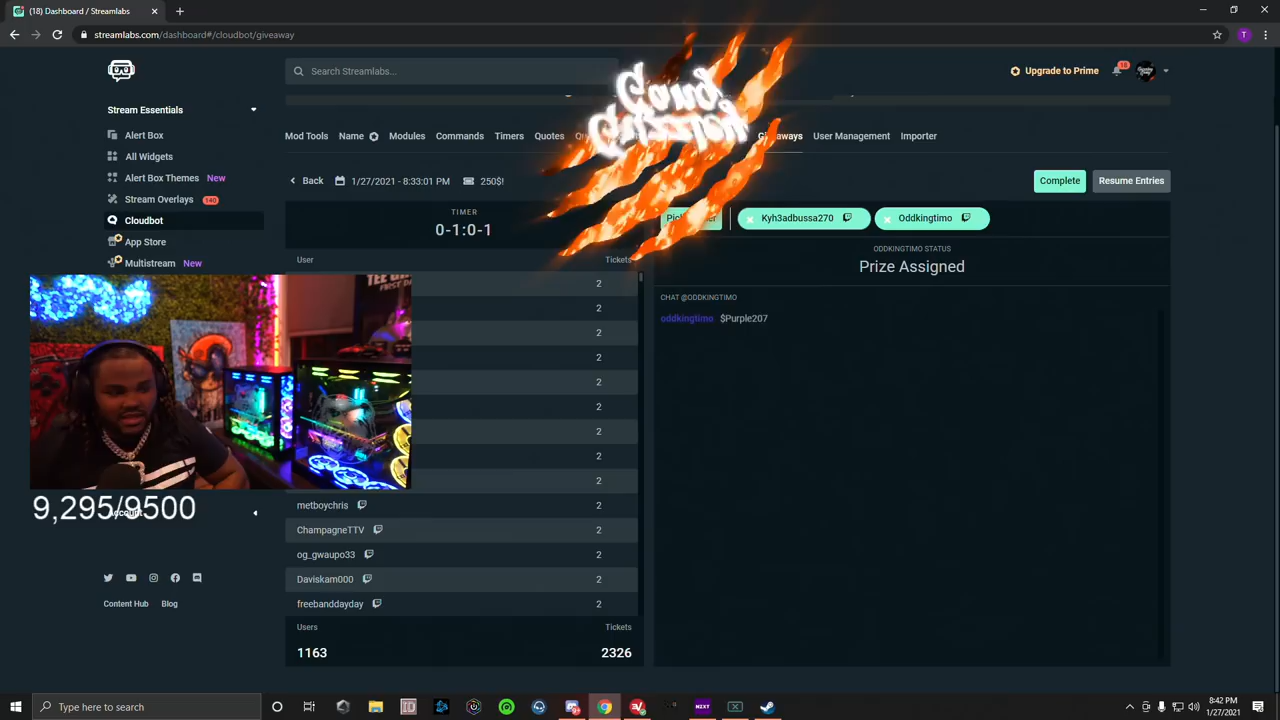 (18) Dashboard / Streamlabs
streamlabs.com/dashboard#/cloudbot/giveaway
T
Search Streamlabs...
Upgrade to Prime
18
Stream Essentials
Alert Box
All Widgets
Alert Box Themes New
Stream Overlays 140
Cloudbot
App Store
Multistream New
Mod Tools Name Modules Commands Timers Quotes User Management Importer
Back 1/27/2021 - 8:33:01 PM 250$!
Complete Resume Entries
TIMER
0-1:0-1
Kyh3adbussa270 Oddkingtimo
ODDKINGTIMO STATUS
Prize Assigned
User Tickets
CHAT @ODDKINGTIMO
oddkingtimo $Purple207
2
2
2
2
2
2
2
2
2
metboychris 2
ChampagneTTV 2
og_gwaupo33 2
Daviskam000 2
freebanddayday 2
Users Tickets
1163 2326
TEE
9,295/9500
Account
Content Hub Blog
Type here to search
NZXT
8:42 PM
1/27/2021